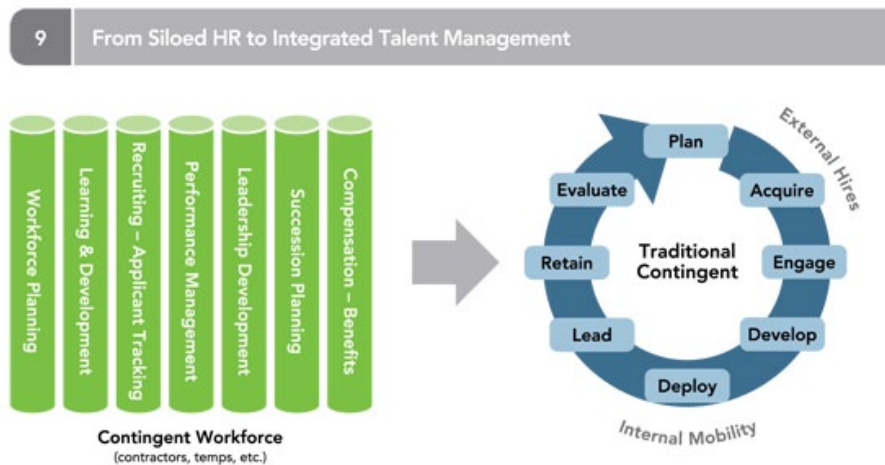 9
From Siloed HR to Integrated Talent Management
Workforce Planning
Learning & Development
Recruiting – Applicant Tracking
Performance Management
Leadership Development
Succession Planning
Compensation – Benefits
Contingent Workforce
(contractors, temps, etc.)
Plan
Acquire
Engage
Develop
Deploy
Lead
Retain
Evaluate
Traditional
Contingent
External Hires
Internal Mobility